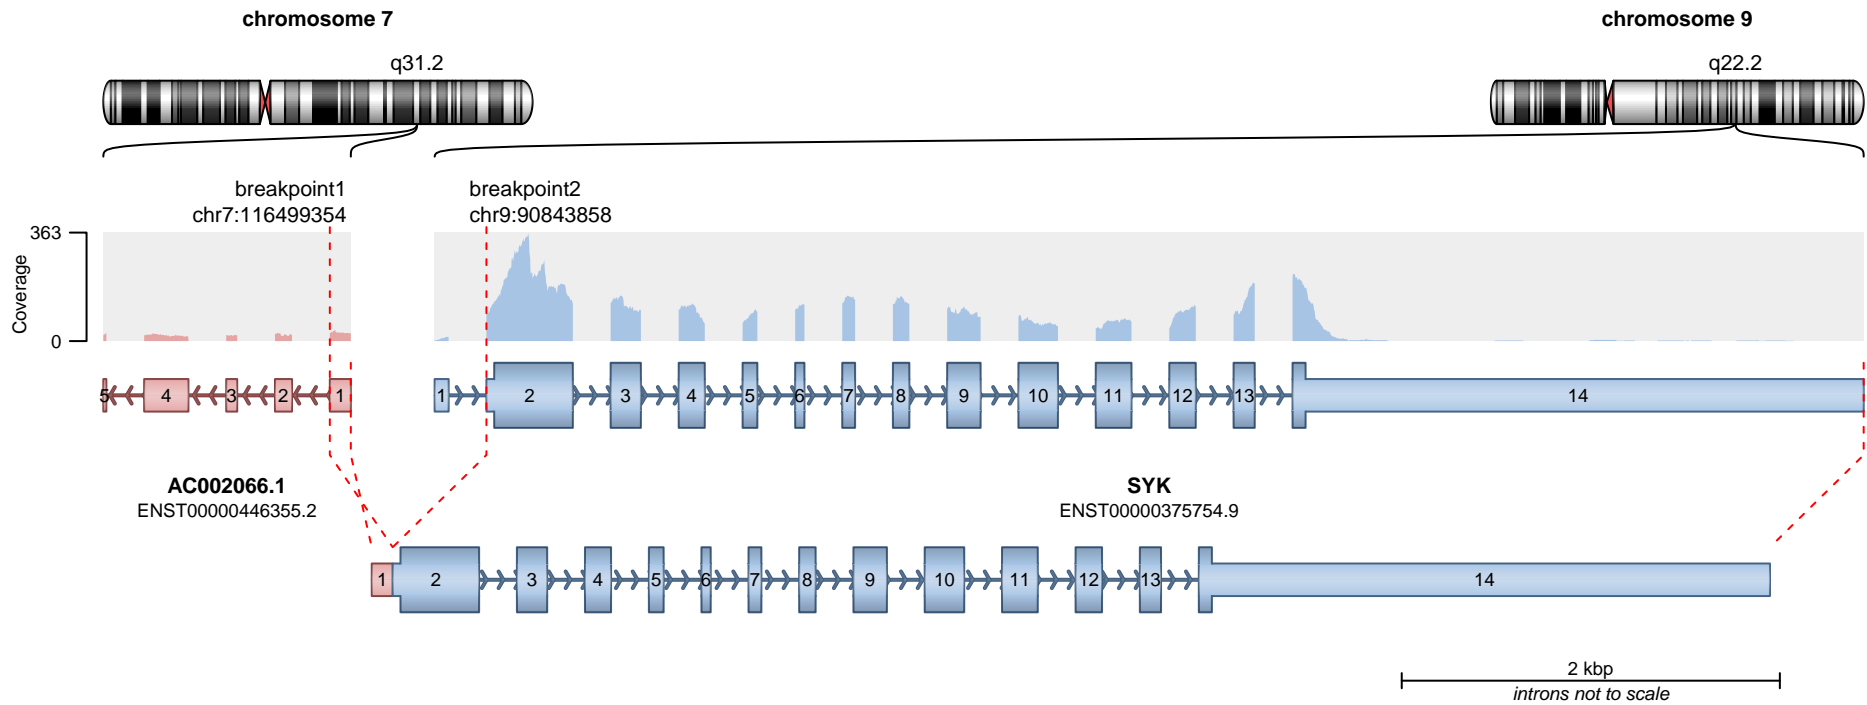 chromosome 7
chromosome 9
q31.2
q22.2
breakpoint1
chr7:116499354
breakpoint2
chr9:90843858
Coverage
363
0
5 4 3 2 1
1 2 3 4 5 6 7 8 9 10 11 12 13 14
AC002066.1
ENST00000446355.2
SYK
ENST00000375754.9
1 2 3 4 5 6 7 8 9 10 11 12 13 14
2 kbp
introns not to scale